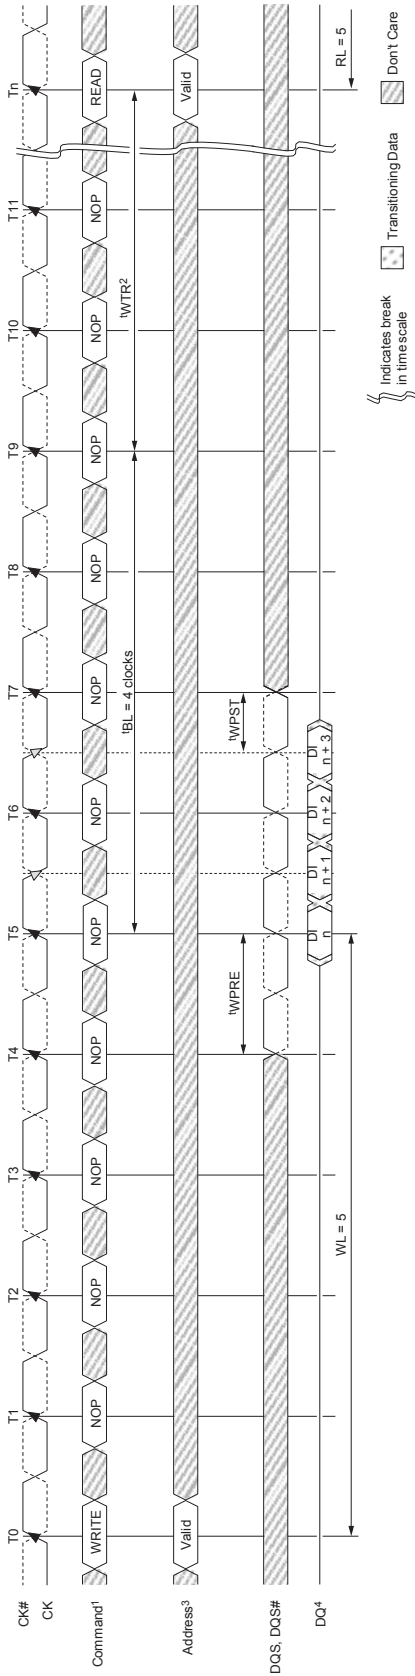 T0 T1 T2 T3 T4 T5 T6 T7 T8 T9 T10 T11 Tn
CK#
CK
Command¹ WRITE NOP NOP NOP NOP NOP NOP NOP NOP NOP NOP NOP READ
tBL = 4 clocks tWTR²
Address³ Valid Valid
tWPRE tWPST
DQS, DQS#
DQ⁴ DI n DI n + 1 DI n + 2 DI n + 3
WL = 5 RL = 5
Indicates break
in time scale
Transitioning Data
Don't Care